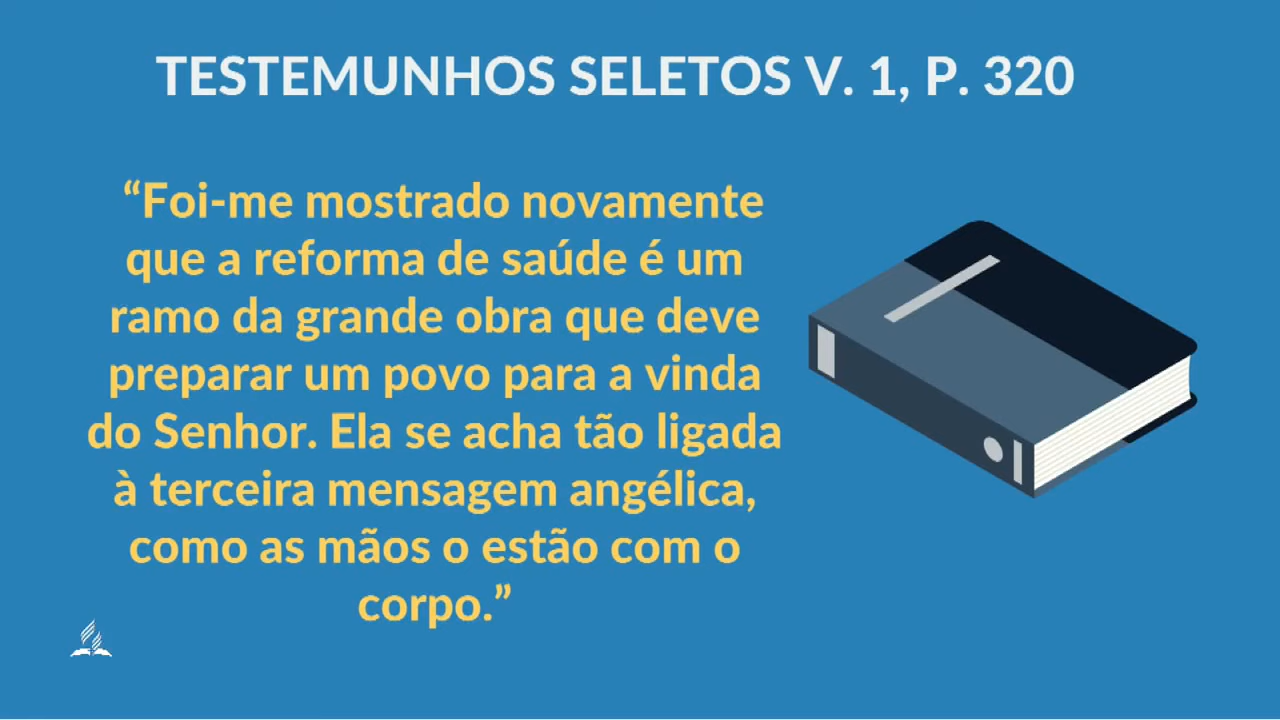 TESTEMUNHOS SELETOS V. 1, P. 320
“Foi-me mostrado novamente
que a reforma de saúde é um
ramo da grande obra que deve
preparar um povo para a vinda
do Senhor. Ela se acha tão ligada
à terceira mensagem angélica,
como as mãos o estão com o
corpo.”